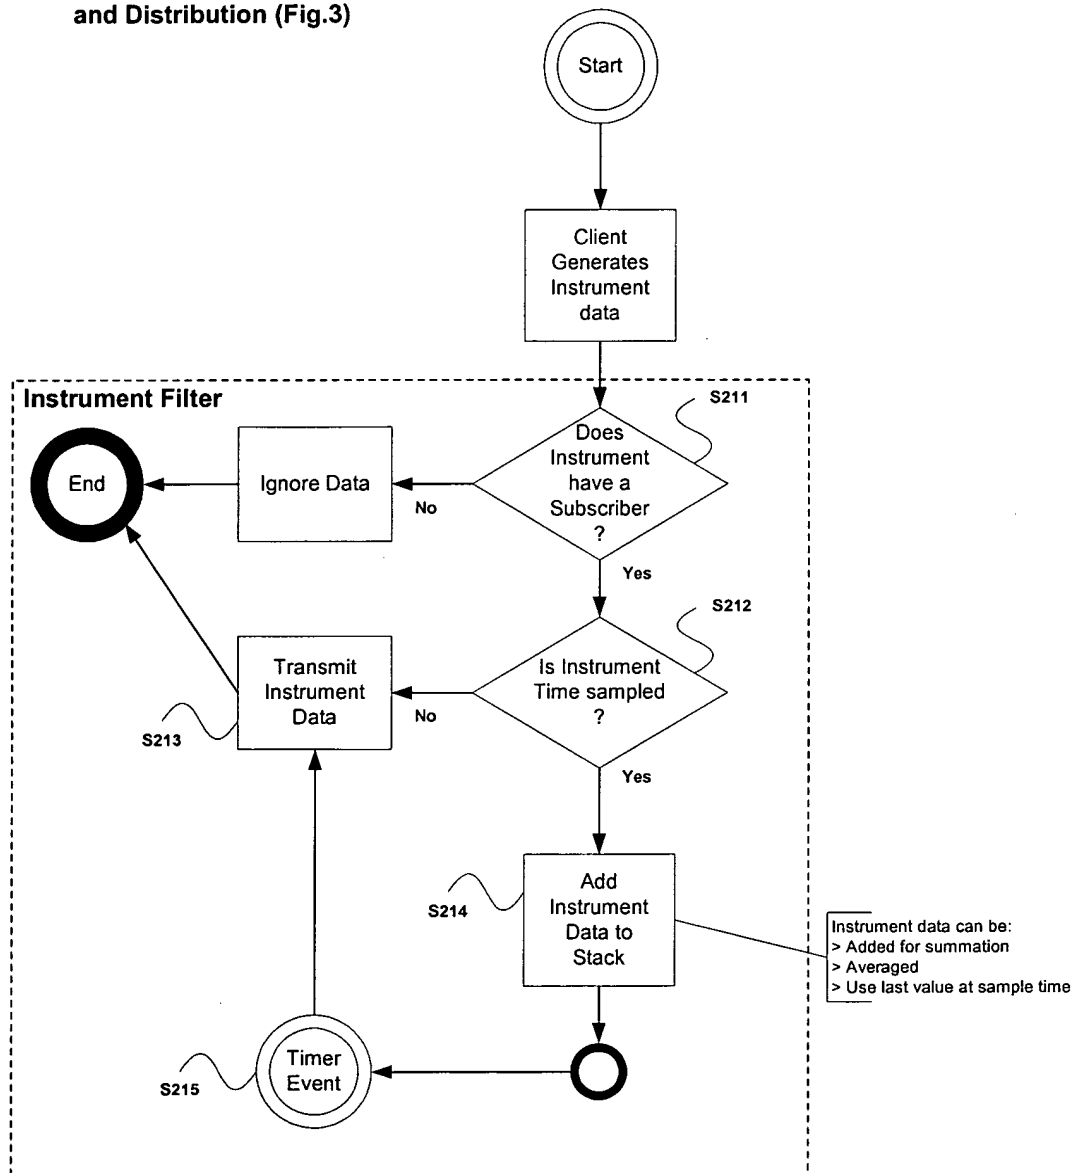 and Distribution (Fig.3)
Start
Client
Generates
Instrument
data
Instrument Filter
S211
Does
Instrument
have a
Subscriber
?
No
Ignore Data
End
Yes
S212
Is Instrument
Time sampled
?
No
Transmit
Instrument
Data
S213
Yes
Add
Instrument
Data to
Stack
S214
Instrument data can be:
> Added for summation
> Averaged
> Use last value at sample time
Timer
Event
S215